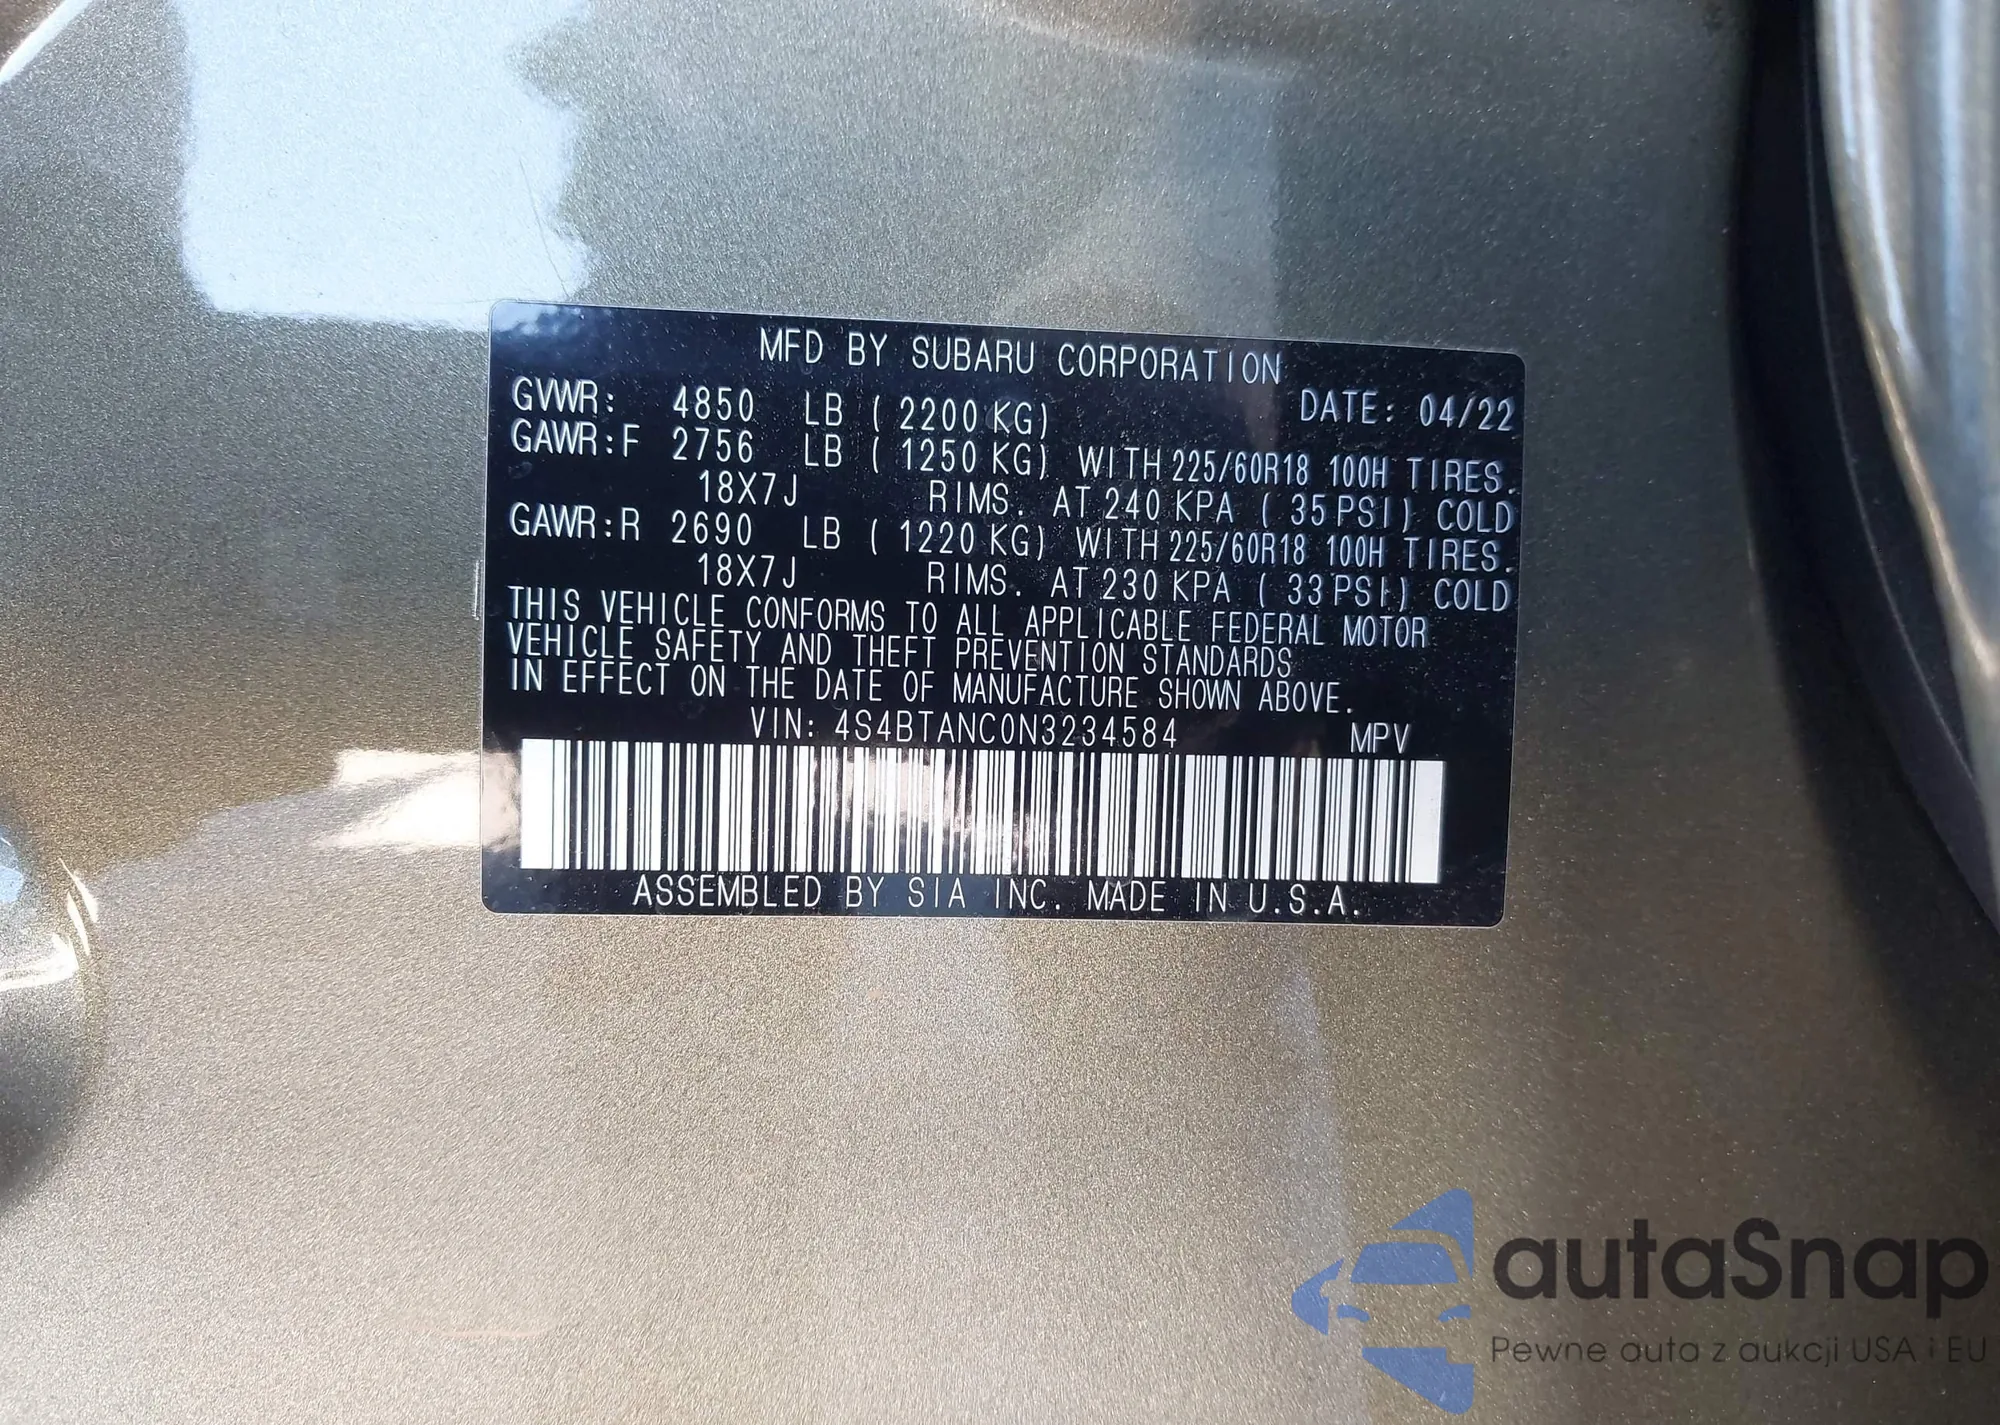 MFD BY SUBARU CORPORATION
GVWR: 4850 LB ( 2200 KG) DATE: 04/22
GAWR:F 2756 LB ( 1250 KG) WITH 225/60R18 100H TIRES.
18X7J RIMS. AT 240 KPA ( 35 PSI) COLD
GAWR:R 2690 LB ( 1220 KG) WITH 225/60R18 100H TIRES.
18X7J RIMS. AT 230 KPA ( 33 PSI) COLD
THIS VEHICLE CONFORMS TO ALL APPLICABLE FEDERAL MOTOR
VEHICLE SAFETY AND THEFT PREVENTION STANDARDS
IN EFFECT ON THE DATE OF MANUFACTURE SHOWN ABOVE.
VIN: 4S4BTANC0N3234584 MPV
ASSEMBLED BY SIA INC. MADE IN U.S.A.
autaSnap
Pewne auta z aukcji USA i EU